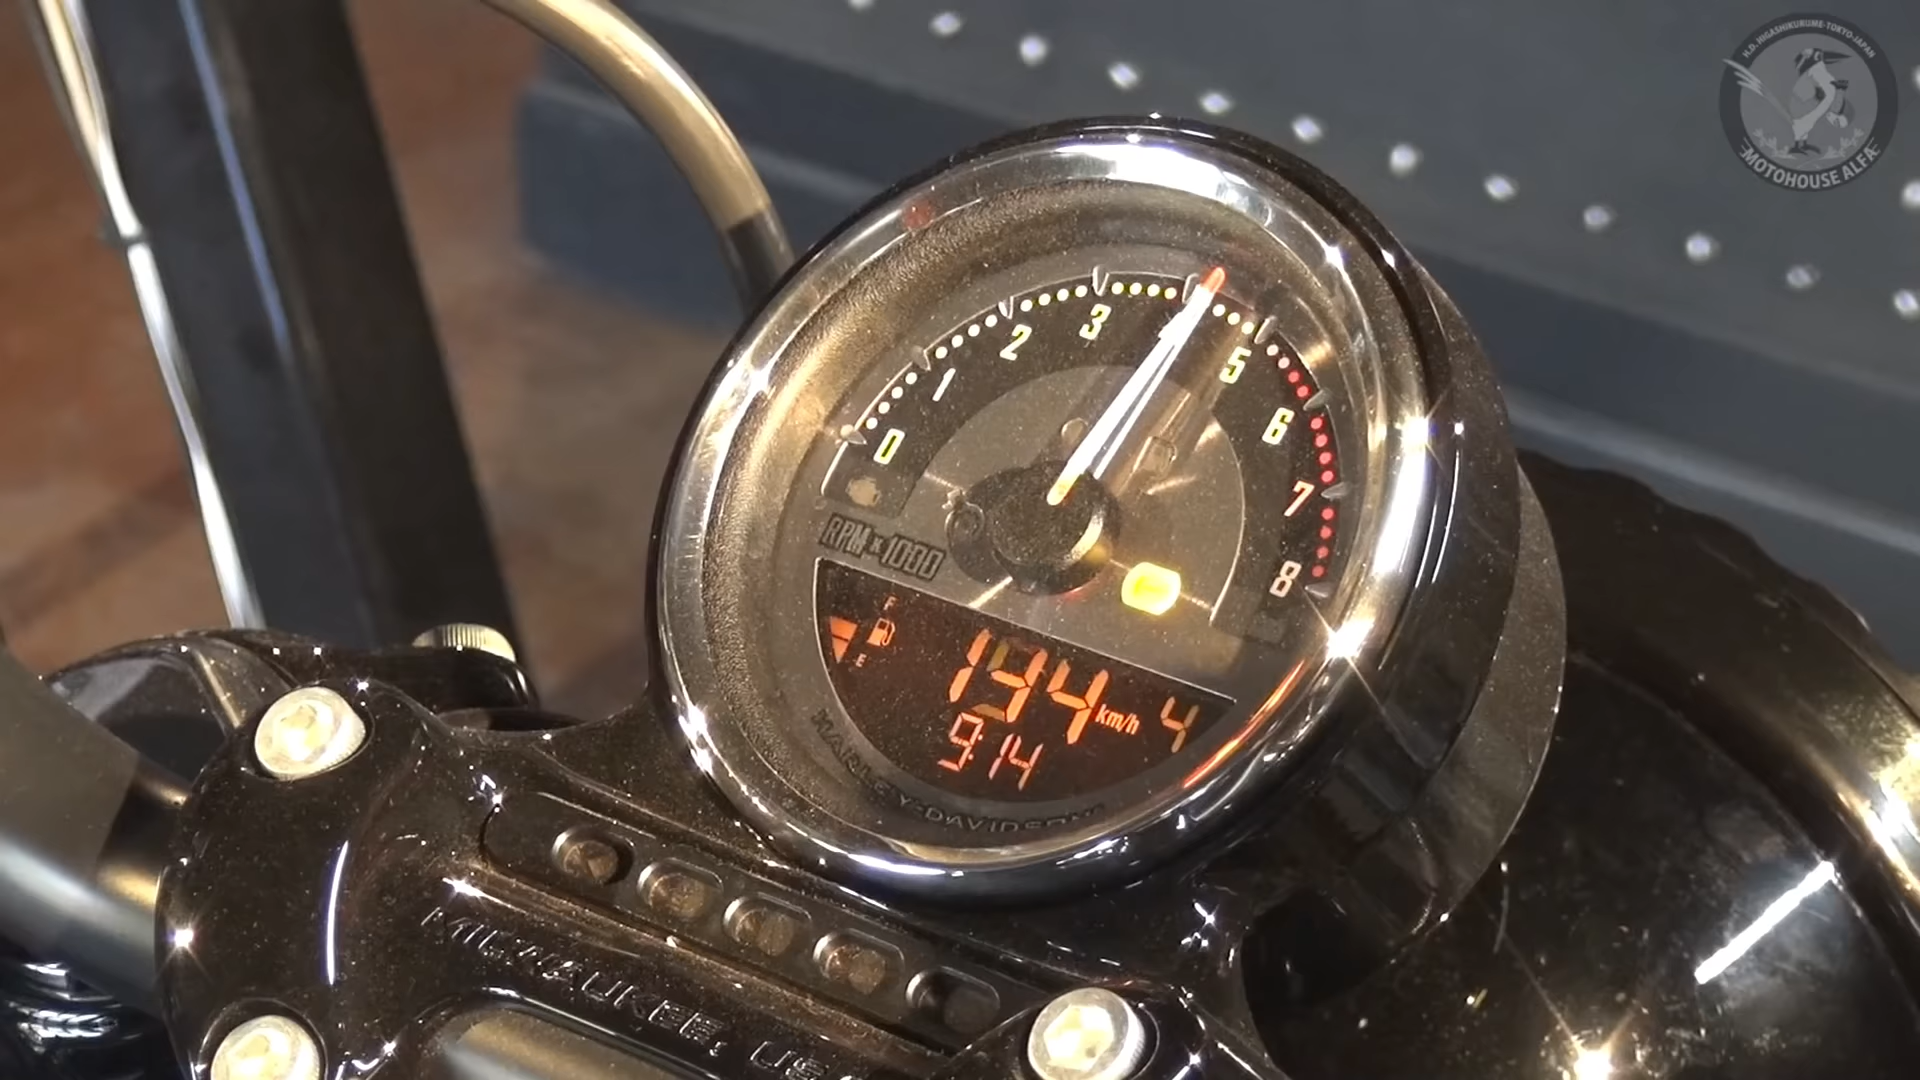 H.D. HIGASHIKURUME-TOKYO-JAPAN
MOTOHOUSE ALFA
0 1 2 3 5 6 7 8
RPM x1000
F
E
194 km/h 4
9:14
HARLEY-DAVIDSON
MILWAUKEE, USA